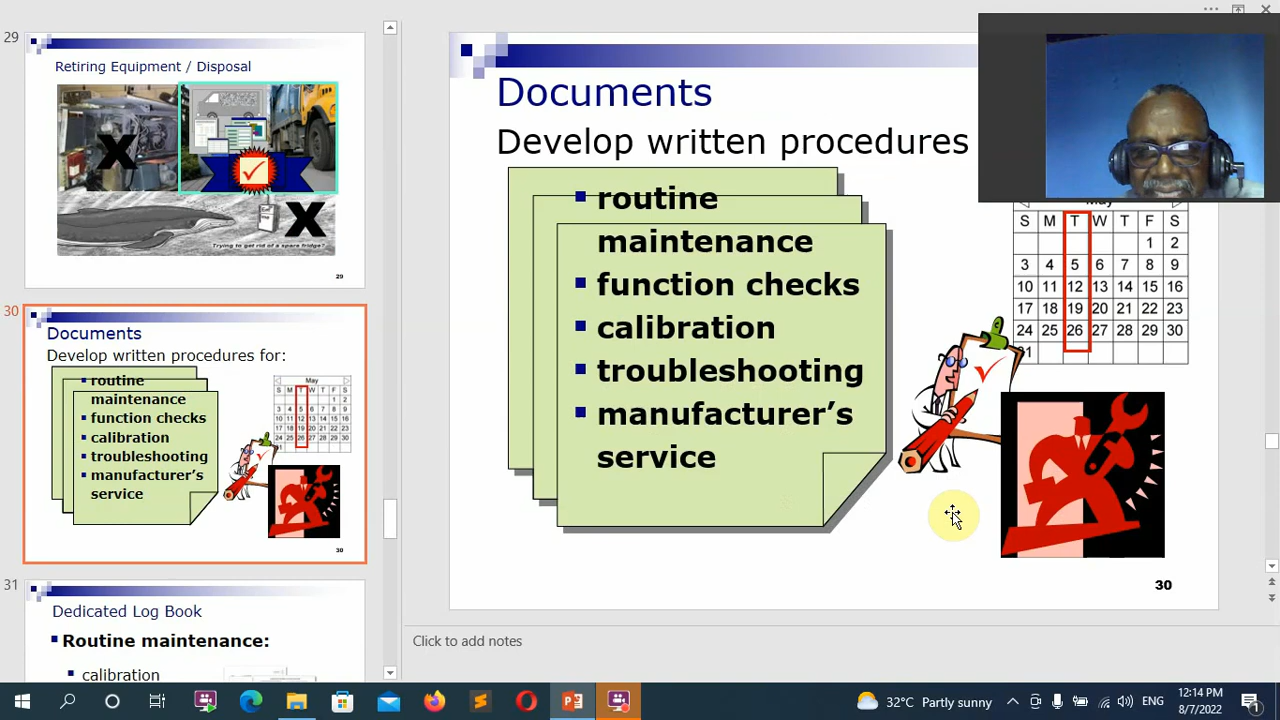 29
Retiring Equipment / Disposal
X
X
Trying to get rid of a spare fridge?
29
30
Documents
Develop written procedures for:
routine
maintenance
function checks
calibration
troubleshooting
manufacturer's
service
May
S M T W T F S
1 2
3 4 5 6 7 8 9
10 11 12 13 14 15 16
17 18 19 20 21 22 23
24 25 26 27 28 29 30
31
30
31
Dedicated Log Book
Routine maintenance:
calibration
Documents
Develop written procedures
routine
maintenance
function checks
calibration
troubleshooting
manufacturer's
service
May
S M T W T F S
1 2
3 4 5 6 7 8 9
10 11 12 13 14 15 16
17 18 19 20 21 22 23
24 25 26 27 28 29 30
31
30
Click to add notes
32°C Partly sunny
ENG
12:14 PM
8/7/2022
1